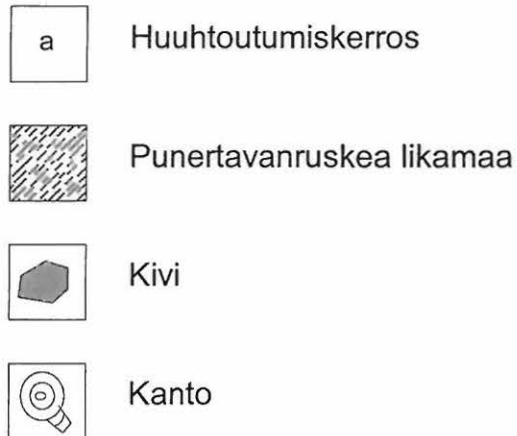 a Huuhtoutumiskerros
Punertavanruskea likamaa
Kivi
Kanto